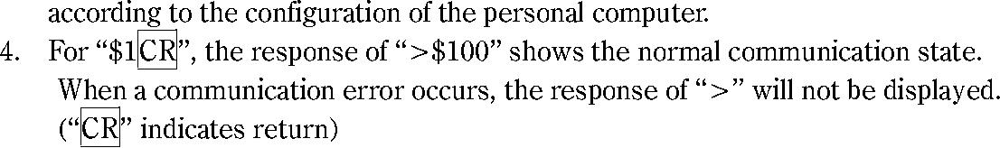 according to the configuration of the personal computer.
4. For “$1CR”, the response of “>$100” shows the normal communication state.
When a communication error occurs, the response of “>” will not be displayed.
(“CR” indicates return)